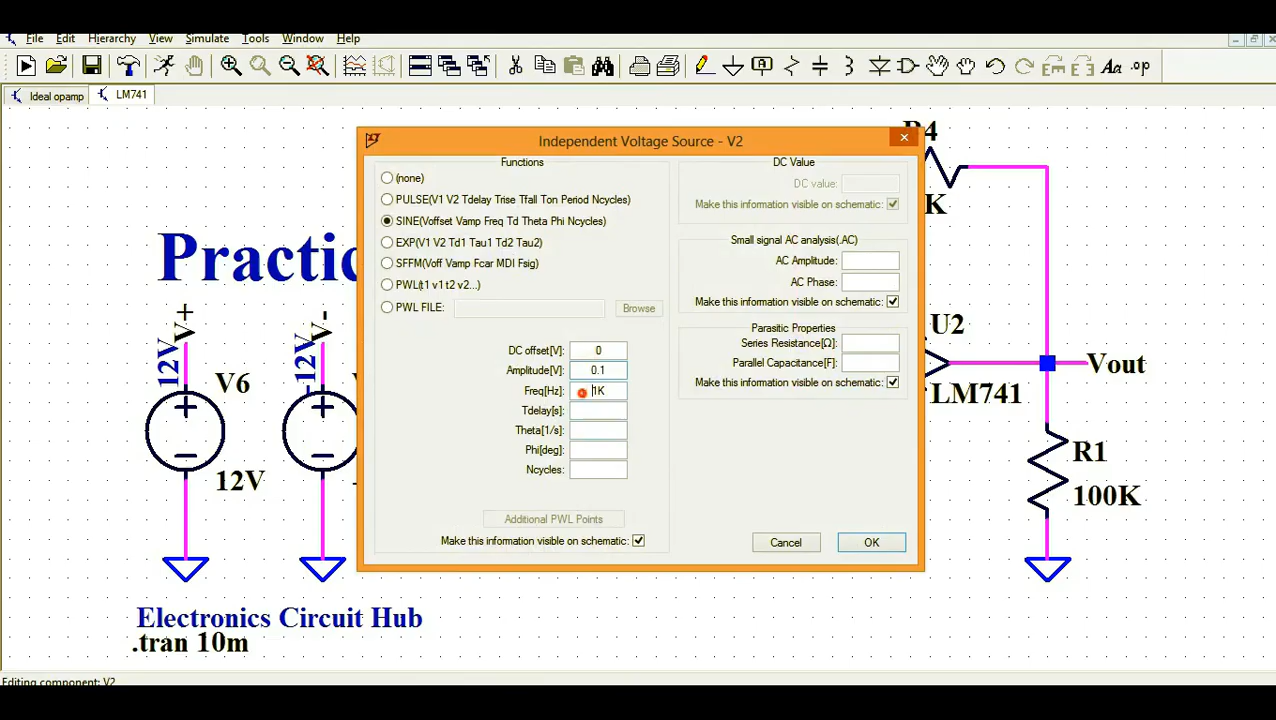 File Edit Hierarchy View Simulate Tools Window Help
.op
Ideal opamp LM741
Independent Voltage Source - V2
Functions
(none)
PULSE(V1 V2 Tdelay Trise Tfall Ton Period Ncycles)
SINE(Voffset Vamp Freq Td Theta Phi Ncycles)
EXP(V1 V2 Td1 Tau1 Td2 Tau2)
SFFM(Voff Vamp Fcar MDI Fsig)
PWL(t1 v1 t2 v2...)
PWL FILE: Browse
DC offset[V]: 0
Amplitude[V]: 0.1
Freq[Hz]: 1K
Tdelay[s]:
Theta[1/s]:
Phi[deg]:
Ncycles:
Additional PWL Points
Make this information visible on schematic:
DC Value
DC value:
Make this information visible on schematic:
Small signal AC analysis(.AC)
AC Amplitude:
AC Phase:
Make this information visible on schematic:
Parasitic Properties
Series Resistance[Ω]:
Parallel Capacitance[F]:
Make this information visible on schematic:
Cancel OK
Practic
V+
12V
V6
12V
V-
-12V
K
U2
LM741
Vout
R1
100K
Electronics Circuit Hub
.tran 10m
Editing component: V2